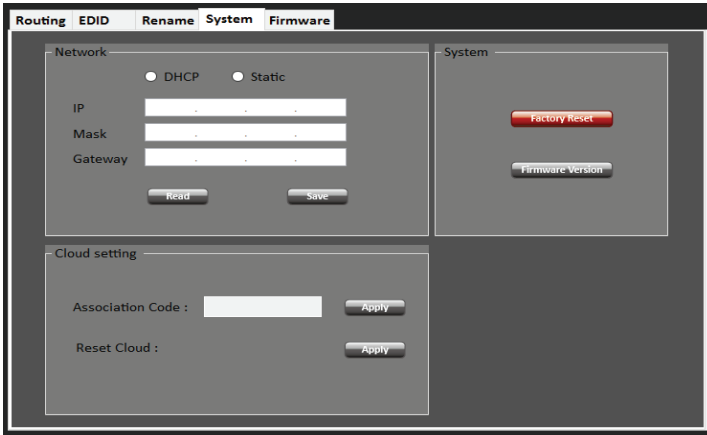 Routing EDID Rename System Firmware
Network
DHCP Static
IP . . .
Mask . . .
Gateway . . .
Read Save
System
Factory Reset
Firmware Version
Cloud setting
Association Code : Apply
Reset Cloud : Apply